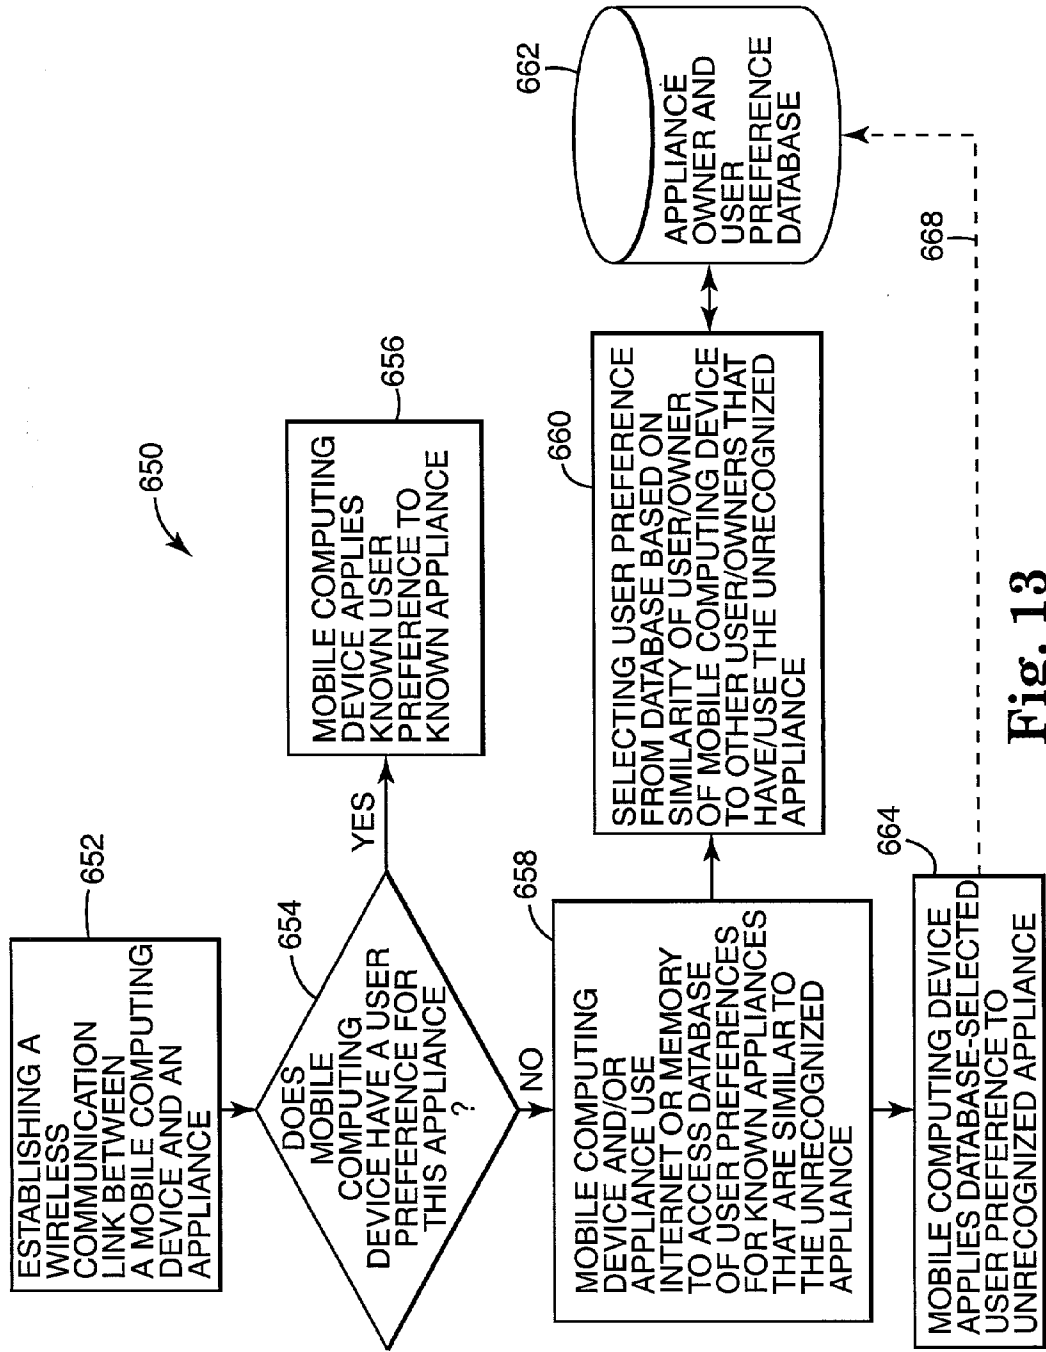 650
652
ESTABLISHING A
WIRELESS
COMMUNICATION
LINK BETWEEN
A MOBILE COMPUTING
DEVICE AND AN
APPLIANCE
654
DOES
MOBILE
COMPUTING
DEVICE HAVE A USER
PREFERENCE FOR
THIS APPLIANCE
?
YES
656
MOBILE COMPUTING
DEVICE APPLIES
KNOWN USER
PREFERENCE TO
KNOWN APPLIANCE
NO
658
MOBILE COMPUTING
DEVICE AND/OR
APPLIANCE USE
INTERNET OR MEMORY
TO ACCESS DATABASE
OF USER PREFERENCES
FOR KNOWN APPLIANCES
THAT ARE SIMILAR TO
THE UNRECOGNIZED
APPLIANCE
660
SELECTING USER PREFERENCE
FROM DATABASE BASED ON
SIMILARITY OF USER/OWNER
OF MOBILE COMPUTING DEVICE
TO OTHER USER/OWNERS THAT
HAVE/USE THE UNRECOGNIZED
APPLIANCE
662
APPLIANCE
OWNER AND
USER
PREFERENCE
DATABASE
664
MOBILE COMPUTING DEVICE
APPLIES DATABASE-SELECTED
USER PREFERENCE TO
UNRECOGNIZED APPLIANCE
668
Fig. 13